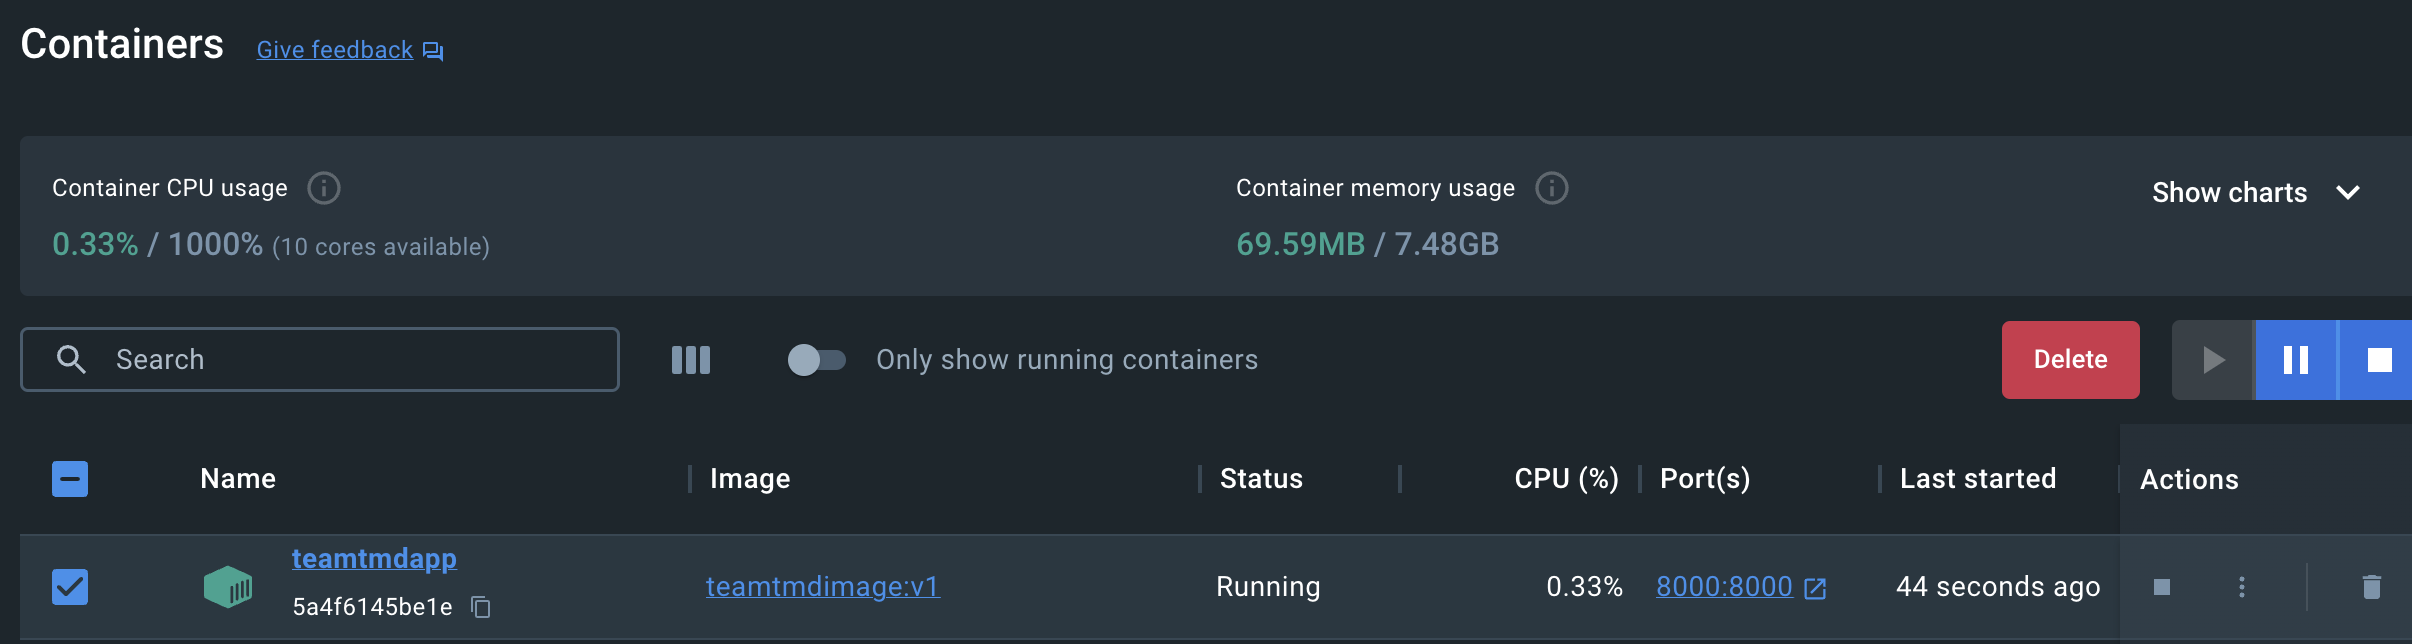 Containers Give feedback
Container CPU usage
0.33% / 1000% (10 cores available)
Container memory usage
69.59MB / 7.48GB
Show charts
Search
Only show running containers
Delete
Name Image Status CPU (%) Port(s) Last started Actions
teamtmdapp
5a4f6145be1e
teamtmdimage:v1 Running 0.33% 8000:8000 44 seconds ago